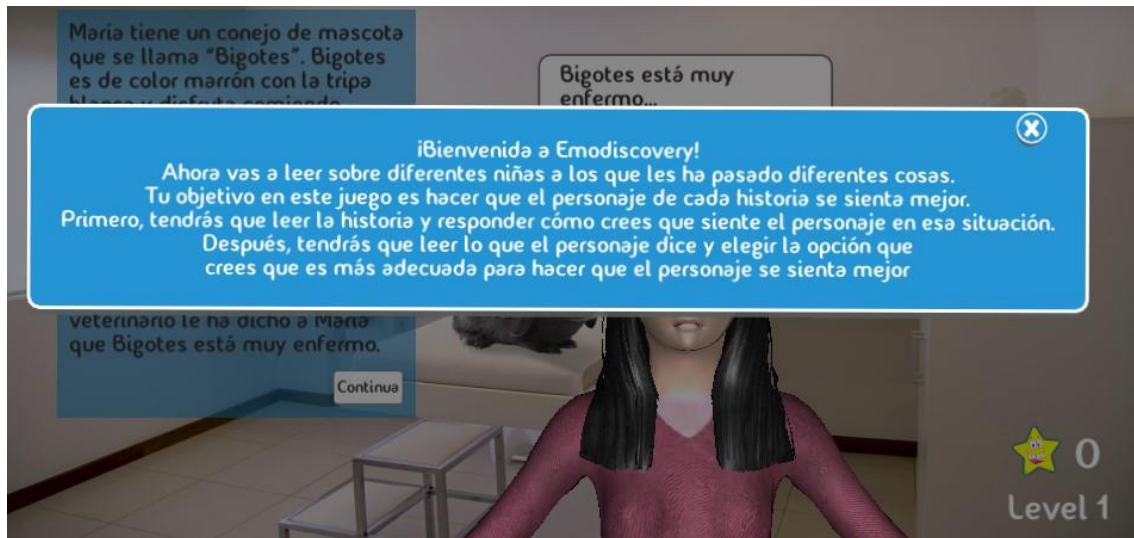 María tiene un conejo de mascota
que se llama “Bigotes”. Bigotes
es de color marrón con la tripa
blanca y disfruta comiendo
Bigotes está muy
enfermo...
¡Bienvenida a Emodiscovery!
Ahora vas a leer sobre diferentes niñas a los que les ha pasado diferentes cosas.
Tu objetivo en este juego es hacer que el personaje de cada historia se sienta mejor.
Primero, tendrás que leer la historia y responder cómo crees que siente el personaje en esa situación.
Después, tendrás que leer lo que el personaje dice y elegir la opción que
crees que es más adecuada para hacer que el personaje se sienta mejor
veterinario le ha dicho a María
que Bigotes está muy enfermo.
Continua
0
Level 1